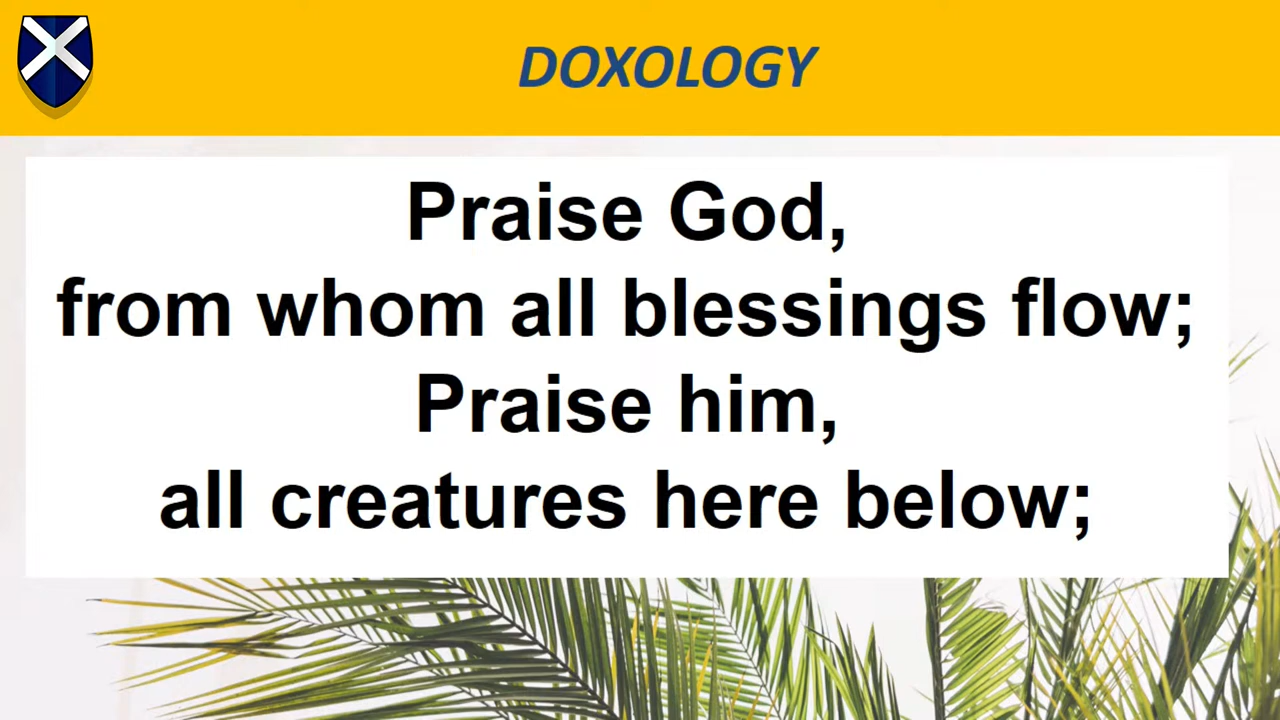 DOXOLOGY
Praise God,
from whom all blessings flow;
Praise him,
all creatures here below;